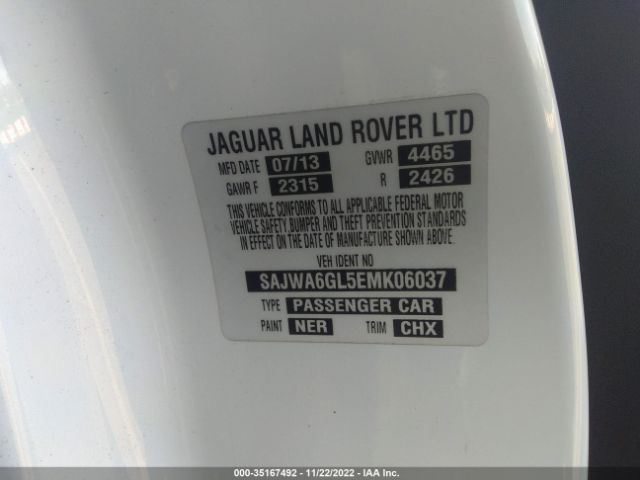 JAGUAR LAND ROVER LTD
MFD DATE 07/13 GVWR 4465
GAWR F 2315 R 2426
THIS VEHICLE CONFORMS TO ALL APPLICABLE FEDERAL MOTOR
VEHICLE SAFETY, BUMPER AND THEFT PREVENTION STANDARDS
IN EFFECT ON THE DATE OF MANUFACTURE SHOWN ABOVE.
VEH IDENT NO
SAJWA6GL5EMK06037
TYPE PASSENGER CAR
PAINT NER TRIM CHX
000-35167492 - 11/22/2022 - IAA Inc.